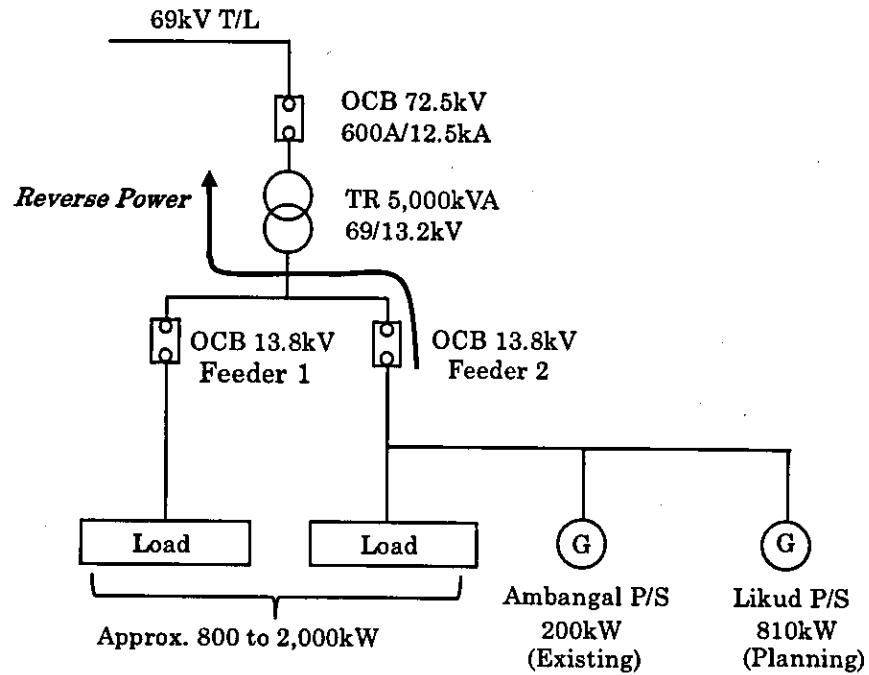 69kV T/L
OCB 72.5kV
600A/12.5kA
Reverse Power
TR 5,000kVA
69/13.2kV
OCB 13.8kV
Feeder 1
OCB 13.8kV
Feeder 2
Load
Load
G
G
Approx. 800 to 2,000kW
Ambangal P/S
200kW
(Existing)
Likud P/S
810kW
(Planning)